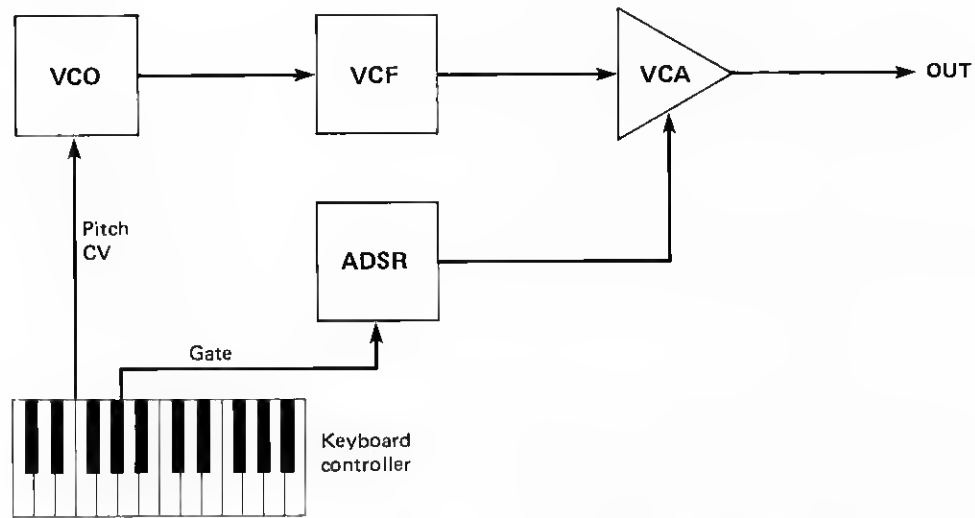 VCO
VCF
VCA
OUT
Pitch
CV
ADSR
Gate
Keyboard
controller